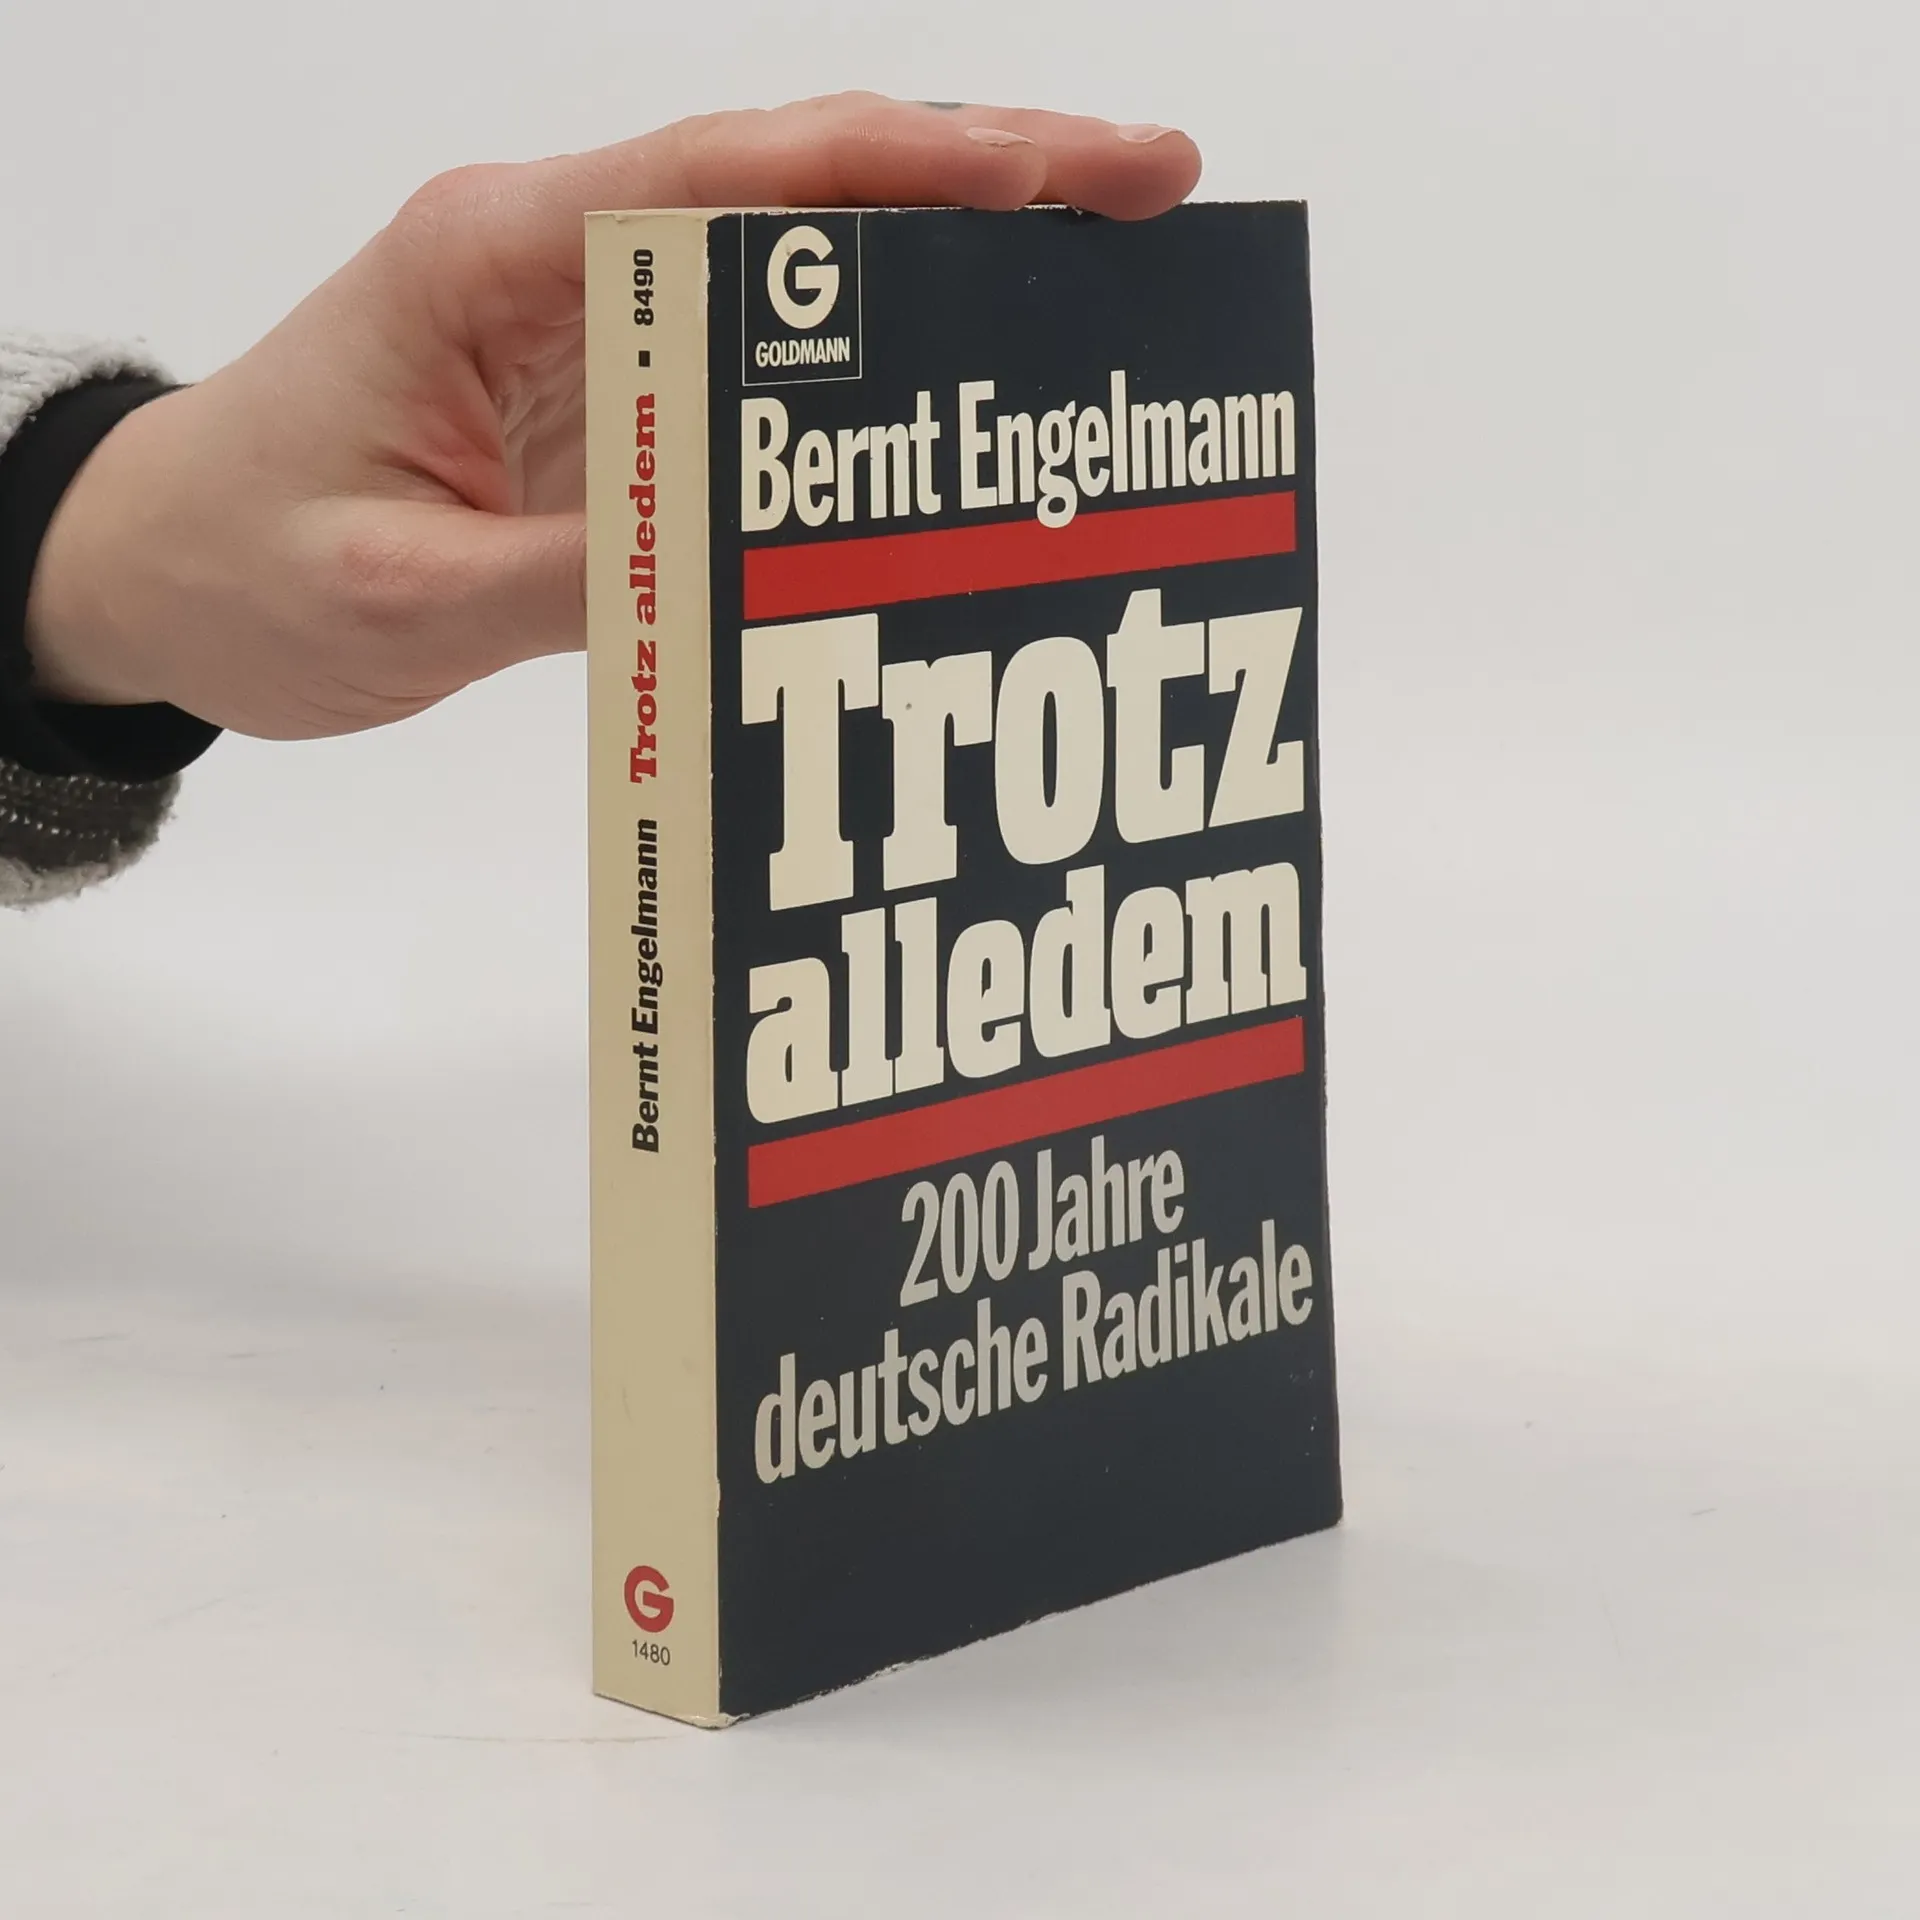 G
GOLDMANN
Bernt Engelmann
Trotz
alledem
200 Jahre
deutsche Radikale
Bernt Engelmann Trotz alledem ▪ 8490
G
1480